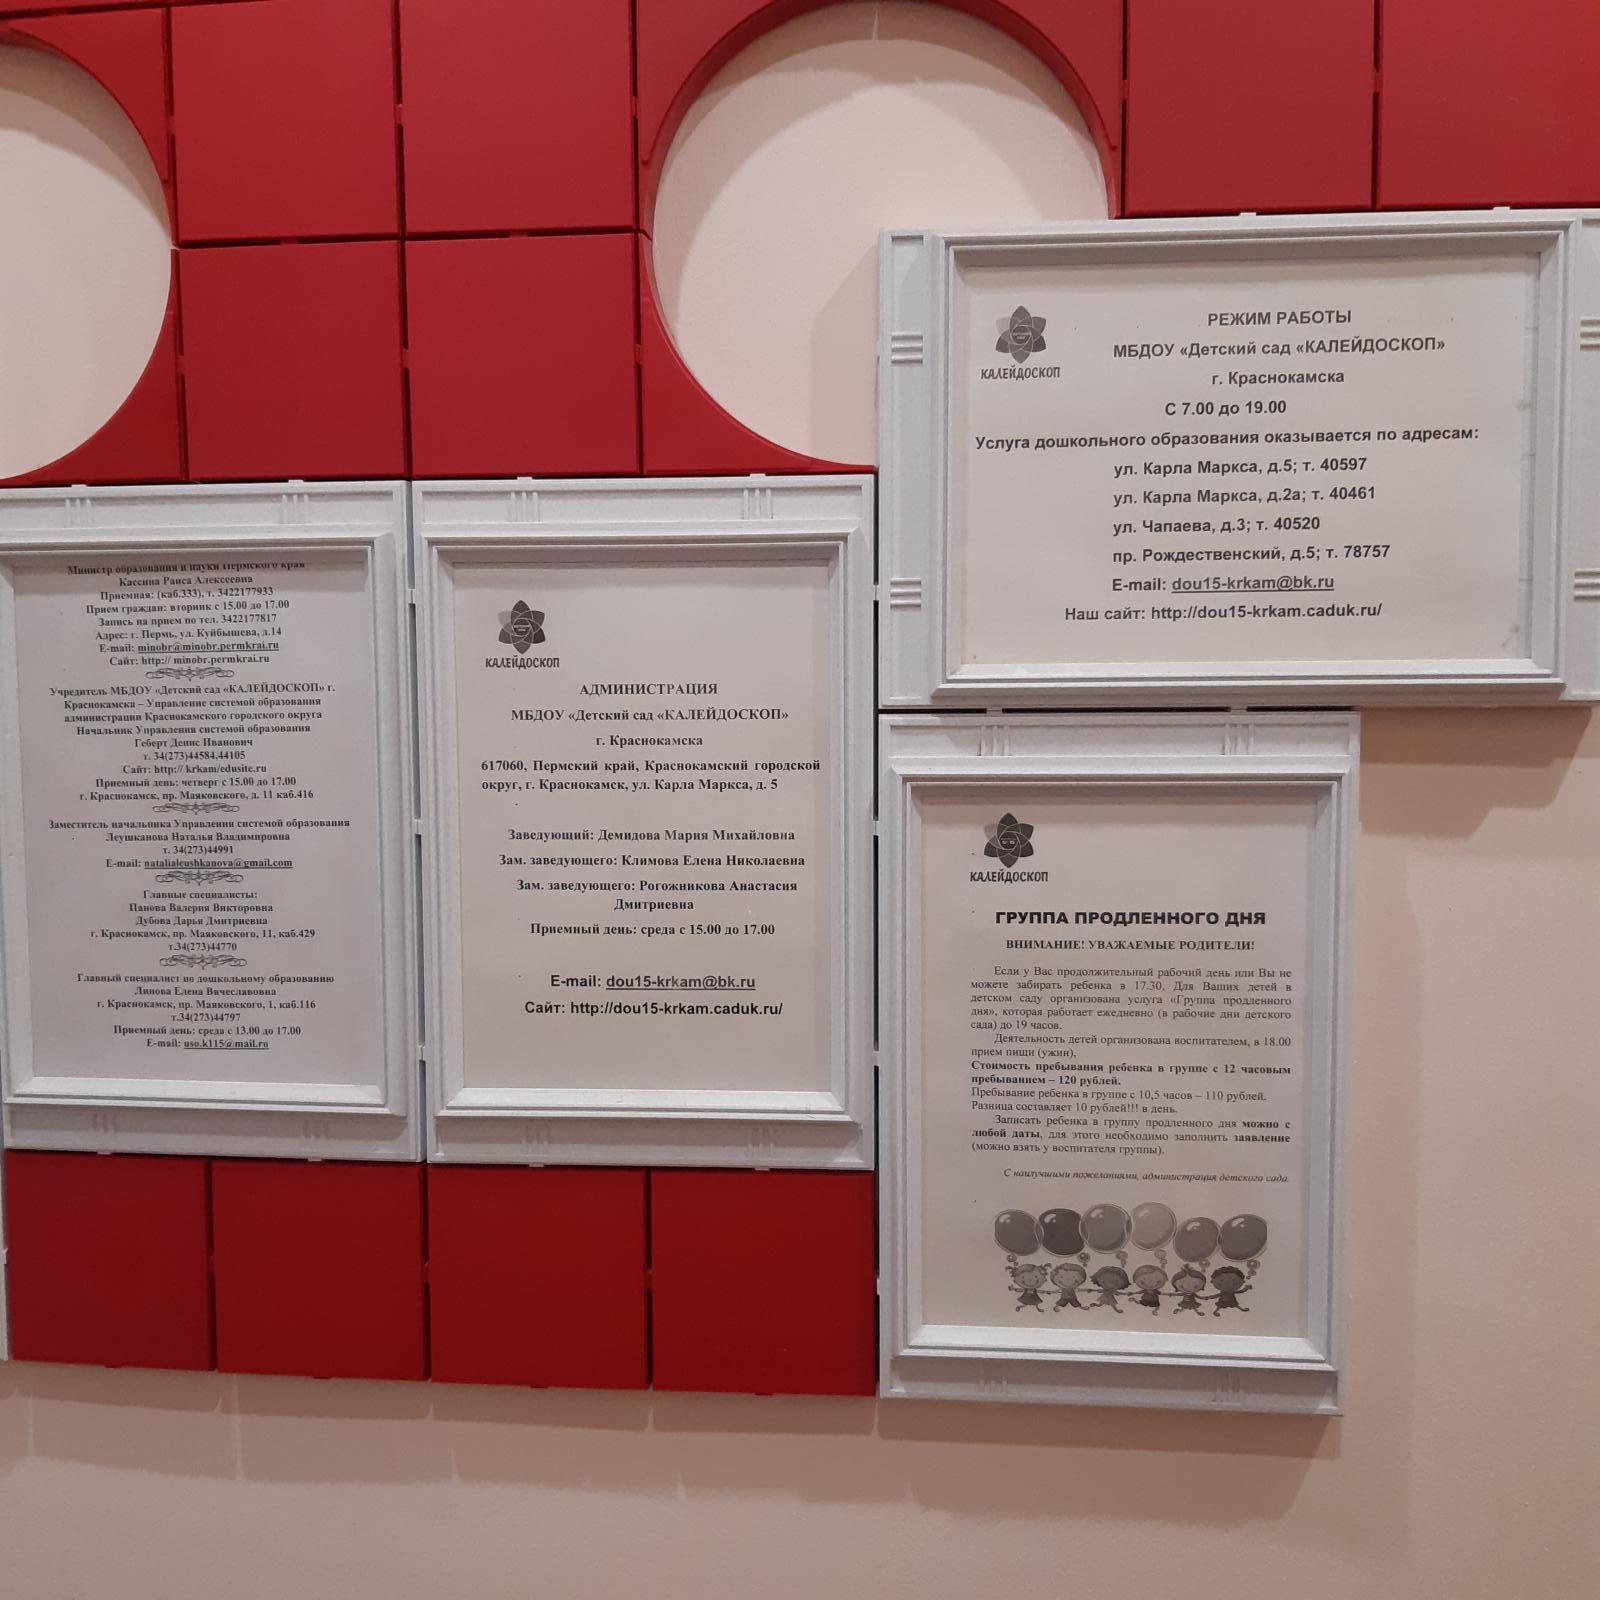 Министр образования и науки Пермского края
Кассина Раиса Алексеевна
Приемная: (каб.333), т. 3422177933
Прием граждан: вторник с 15.00 до 17.00
Запись на прием по тел. 3422177817
Адрес: г. Пермь, ул. Куйбышева, д.14
E-mail: minobr@minobr.permkrai.ru
Сайт: http:// minobr.permkrai.ru
Учредитель МБДОУ «Детский сад «КАЛЕЙДОСКОП» г.
Краснокамска – Управление системой образования
администрации Краснокамского городского округа
Начальник Управления системой образования
Геберт Денис Иванович
т. 34(273)44584,44105
Сайт: http:// krkam/edusite.ru
Приемный день: четверг с 15.00 до 17.00
г. Краснокамск, пр. Маяковского, д. 11 каб.416
Заместитель начальника Управления системой образования
Леушканова Наталья Владимировна
т. 34(273)44991
E-mail: natalialeushkanova@gmail.com
Главные специалисты:
Панова Валерия Викторовна
Дубова Дарья Дмитриевна
г. Краснокамск, пр. Маяковского, 11, каб.429
т.34(273)44770
Главный специалист по дошкольному образованию
Линова Елена Вячеславовна
г. Краснокамск, пр. Маяковского, 1, каб.116
т.34(273)44797
Приемный день: среда с 13.00 до 17.00
E-mail: uso.k115@mail.ru
КАЛЕЙДОСКОП
АДМИНИСТРАЦИЯ
МБДОУ «Детский сад «КАЛЕЙДОСКОП»
г. Краснокамска
617060, Пермский край, Краснокамский городской
округ, г. Краснокамск, ул. Карла Маркса, д. 5
Заведующий: Демидова Мария Михайловна
Зам. заведующего: Климова Елена Николаевна
Зам. заведующего: Рогожникова Анастасия
Дмитриевна
Приемный день: среда с 15.00 до 17.00
E-mail: dou15-krkam@bk.ru
Сайт: http://dou15-krkam.caduk.ru/
КАЛЕЙДОСКОП
РЕЖИМ РАБОТЫ
МБДОУ «Детский сад «КАЛЕЙДОСКОП»
г. Краснокамска
С 7.00 до 19.00
Услуга дошкольного образования оказывается по адресам:
ул. Карла Маркса, д.5; т. 40597
ул. Карла Маркса, д.2а; т. 40461
ул. Чапаева, д.3; т. 40520
пр. Рождественский, д.5; т. 78757
E-mail: dou15-krkam@bk.ru
Наш сайт: http://dou15-krkam.caduk.ru/
КАЛЕЙДОСКОП
ГРУППА ПРОДЛЕННОГО ДНЯ
ВНИМАНИЕ! УВАЖАЕМЫЕ РОДИТЕЛИ!
Если у Вас продолжительный рабочий день или Вы не
можете забирать ребенка в 17.30, Для Ваших детей в
детском саду организована услуга «Группа продленного
дня», которая работает ежедневно (в рабочие дни детского
сада) до 19 часов.
Деятельность детей организована воспитателем, в 18.00
прием пищи (ужин),
Стоимость пребывания ребенка в группе с 12 часовым
пребыванием – 120 рублей.
Пребывание ребенка в группе с 10,5 часов – 110 рублей.
Разница составляет 10 рублей!!! в день.
Записать ребенка в группу продленного дня можно с
любой даты, для этого необходимо заполнить заявление
(можно взять у воспитателя группы).
С наилучшими пожеланиями, администрация детского сада